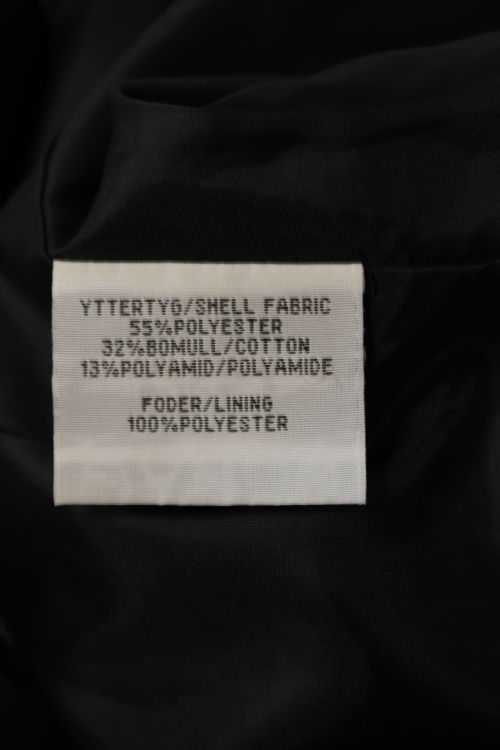 YTTERTYG/SHELL FABRIC
55%POLYESTER
32%BOMULL/COTTON
13%POLYAMID/POLYAMIDE
FODER/LINING
100%POLYESTER